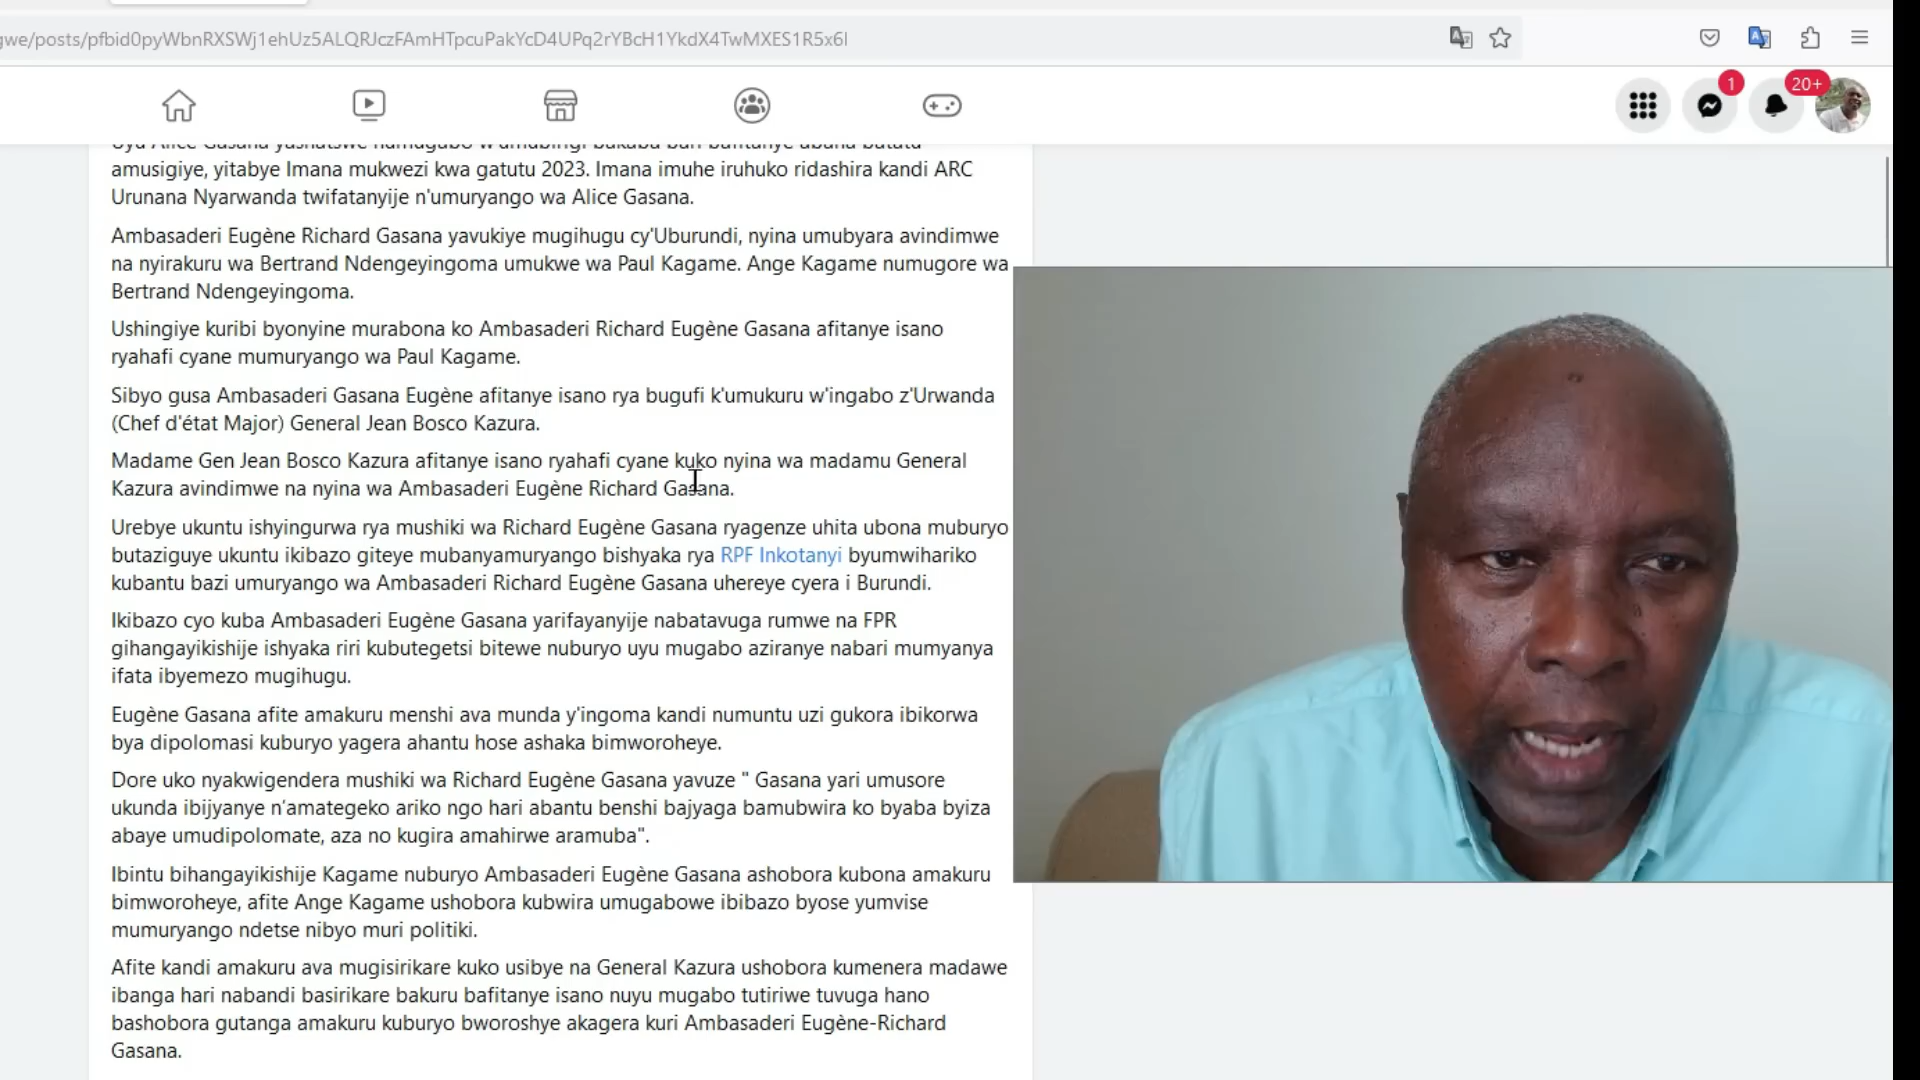 gwe/posts/pfbid0pyWbnRXSWj1ehUz5ALQRJczFAmHTpcuPakYcD4UPq2rYBcH1YkdX4TwMXES1R5x6l
1
20+
Uyu Alice Gasana yashatswe numugabo w'umubirigi bakaba bari bafitanye abana batatu
amusigiye, yitabye Imana mukwezi kwa gatutu 2023. Imana imuhe iruhuko ridashira kandi ARC
Urunana Nyarwanda twifatanyije n'umuryango wa Alice Gasana.
Ambasaderi Eugène Richard Gasana yavukiye mugihugu cy'Uburundi, nyina umubyara avindimwe
na nyirakuru wa Bertrand Ndengeyingoma umukwe wa Paul Kagame. Ange Kagame numugore wa
Bertrand Ndengeyingoma.
Ushingiye kuribi byonyine murabona ko Ambasaderi Richard Eugène Gasana afitanye isano
ryahafi cyane mumuryango wa Paul Kagame.
Sibyo gusa Ambasaderi Gasana Eugène afitanye isano rya bugufi k'umukuru w'ingabo z'Urwanda
(Chef d'état Major) General Jean Bosco Kazura.
Madame Gen Jean Bosco Kazura afitanye isano ryahafi cyane kuko nyina wa madamu General
Kazura avindimwe na nyina wa Ambasaderi Eugène Richard Gasana.
Urebye ukuntu ishyingurwa rya mushiki wa Richard Eugène Gasana ryagenze uhita ubona muburyo
butaziguye ukuntu ikibazo giteye mubanyamuryango bishyaka rya RPF Inkotanyi byumwihariko
kubantu bazi umuryango wa Ambasaderi Richard Eugène Gasana uhereye cyera i Burundi.
Ikibazo cyo kuba Ambasaderi Eugène Gasana yarifayanyije nabatavuga rumwe na FPR
gihangayikishije ishyaka riri kubutegetsi bitewe nuburyo uyu mugabo aziranye nabari mumyanya
ifata ibyemezo mugihugu.
Eugène Gasana afite amakuru menshi ava munda y'ingoma kandi numuntu uzi gukora ibikorwa
bya dipolomasi kuburyo yagera ahantu hose ashaka bimworoheye.
Dore uko nyakwigendera mushiki wa Richard Eugène Gasana yavuze " Gasana yari umusore
ukunda ibijyanye n'amategeko ariko ngo hari abantu benshi bajyaga bamubwira ko byaba byiza
abaye umudipolomate, aza no kugira amahirwe aramuba".
Ibintu bihangayikishije Kagame nuburyo Ambasaderi Eugène Gasana ashobora kubona amakuru
bimworoheye, afite Ange Kagame ushobora kubwira umugabowe ibibazo byose yumvise
mumuryango ndetse nibyo muri politiki.
Afite kandi amakuru ava mugisirikare kuko usibye na General Kazura ushobora kumenera madawe
ibanga hari nabandi basirikare bakuru bafitanye isano nuyu mugabo tutiriwe tuvuga hano
bashobora gutanga amakuru kuburyo bworoshye akagera kuri Ambasaderi Eugène-Richard
Gasana.